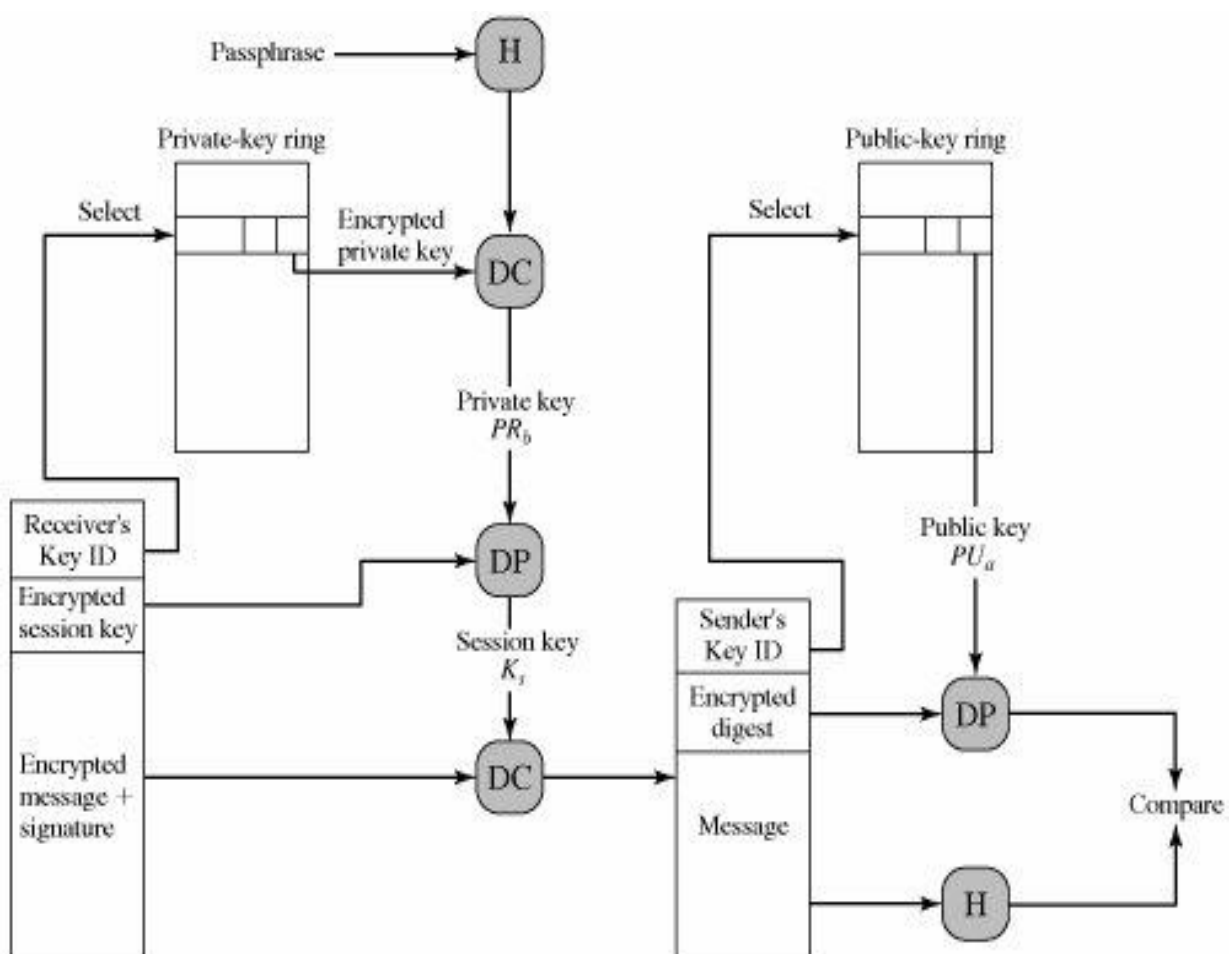 Passphrase
H
Private-key ring
Public-key ring
Select
Encrypted
private key
Select
DC
Private key
PRb
Receiver's
Key ID
DP
Public key
PUa
Encrypted
session key
Session key
Ks
Sender's
Key ID
Encrypted
digest
DP
Encrypted
message +
signature
DC
Message
Compare
H